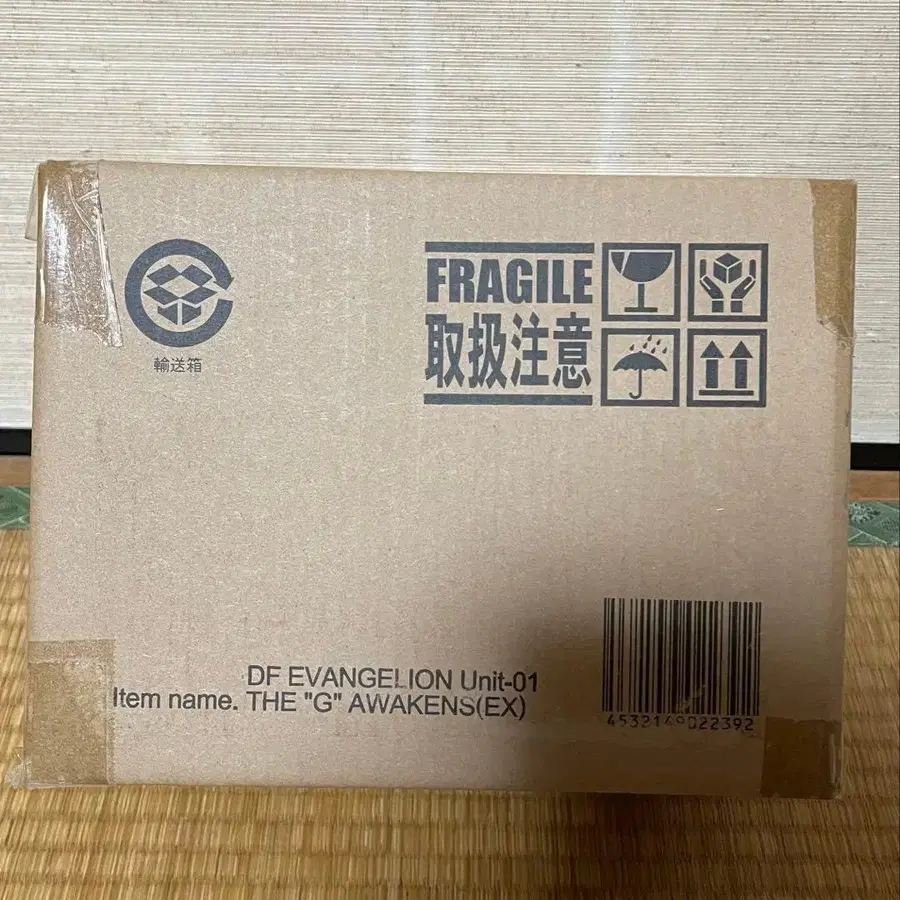 輸送箱
FRAGILE
取扱注意
DF EVANGELION Unit-01
Item name. THE "G" AWAKENS(EX)
4532149022392